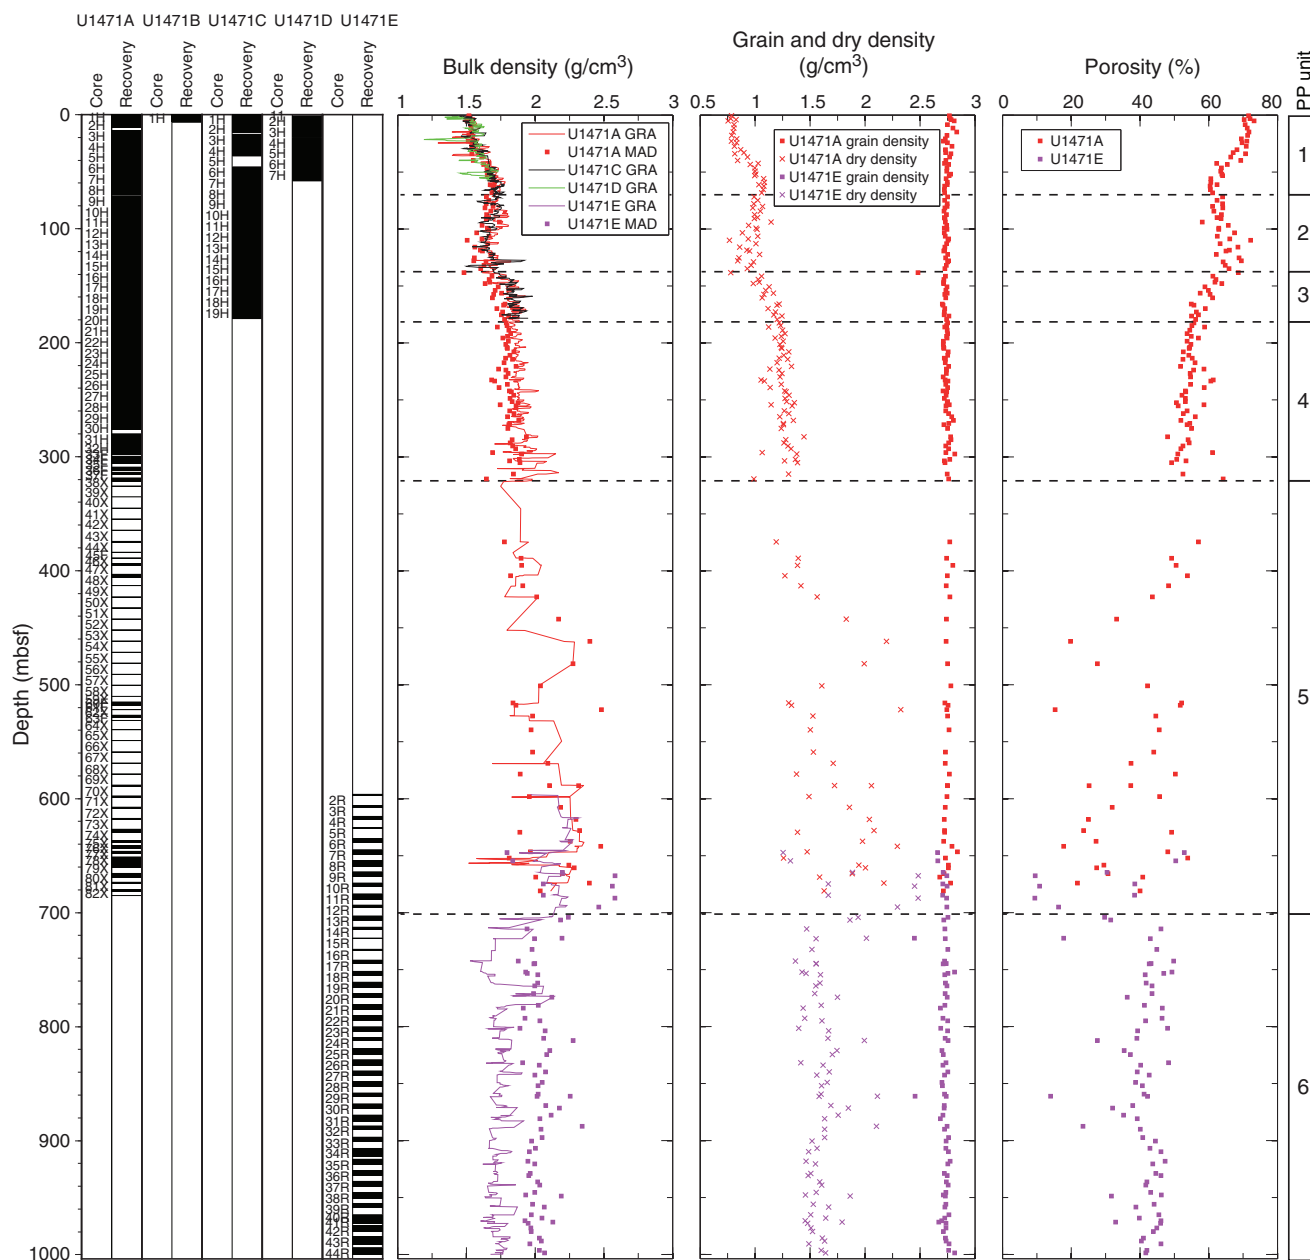 U1471A U1471B U1471C U1471D U1471E
Core Recovery Core Recovery Core Recovery Core Recovery Core Recovery
Bulk density (g/cm3)
Grain and dry density
(g/cm3)
Porosity (%)
PP unit
1 1.5 2 2.5 3
0.5 1 1.5 2 2.5 3
0 20 40 60 80
Depth (mbsf)
0
100
200
300
400
500
600
700
800
900
1000
U1471A GRA
U1471A MAD
U1471C GRA
U1471D GRA
U1471E GRA
U1471E MAD
U1471A grain density
U1471A dry density
U1471E grain density
U1471E dry density
U1471A
U1471E
1
2
3
4
5
6
1H
2H
3H
4H
5H
6H
7H
8H
9H
10H
11H
12H
13H
14H
15H
16H
17H
18H
19H
20H
21H
22H
23H
24H
25H
26H
27H
28H
29H
30H
31H
38X
39X
40X
41X
42X
43X
44X
47X
48X
49X
50X
51X
52X
53X
54X
55X
56X
57X
58X
64X
65X
66X
67X
68X
69X
70X
71X
72X
73X
74X
79X
80X
81X
82X
1H
1H
2H
3H
4H
5H
6H
7H
8H
9H
10H
11H
12H
13H
14H
15H
16H
17H
18H
19H
2H
3H
4H
5H
6H
7H
2R
3R
4R
5R
6R
7R
8R
9R
10R
11R
12R
13R
14R
15R
16R
17R
18R
19R
20R
21R
22R
23R
24R
25R
26R
27R
28R
29R
30R
31R
32R
33R
34R
35R
36R
37R
38R
39R
40R
41R
42R
43R
44R